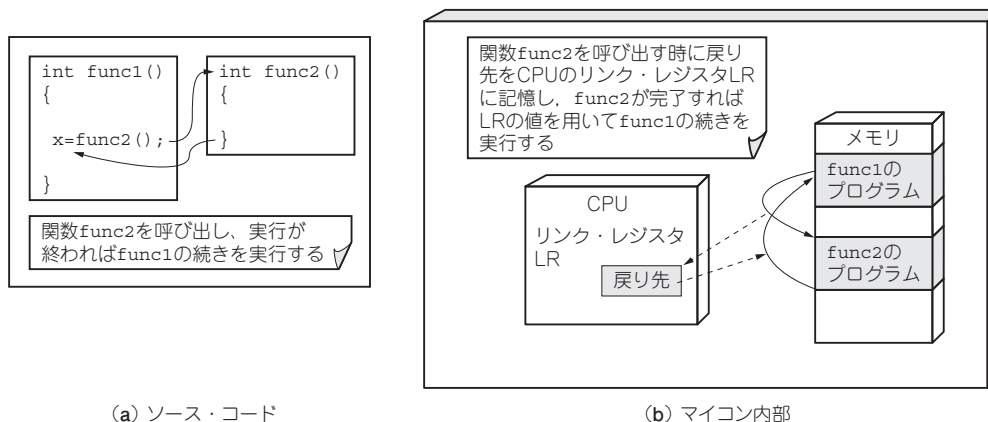 int func1()
{
x=func2();
}
int func2()
{
}
関数func2を呼び出し、実行が
終わればfunc1の続きを実行する
(a) ソース・コード
関数func2を呼び出す時に戻り
先をCPUのリンク・レジスタLR
に記憶し，func2が完了すれば
LRの値を用いてfunc1の続きを
実行する
CPU
リンク・レジスタ
LR
戻り先
メモリ
func1の
プログラム
func2の
プログラム
(b) マイコン内部